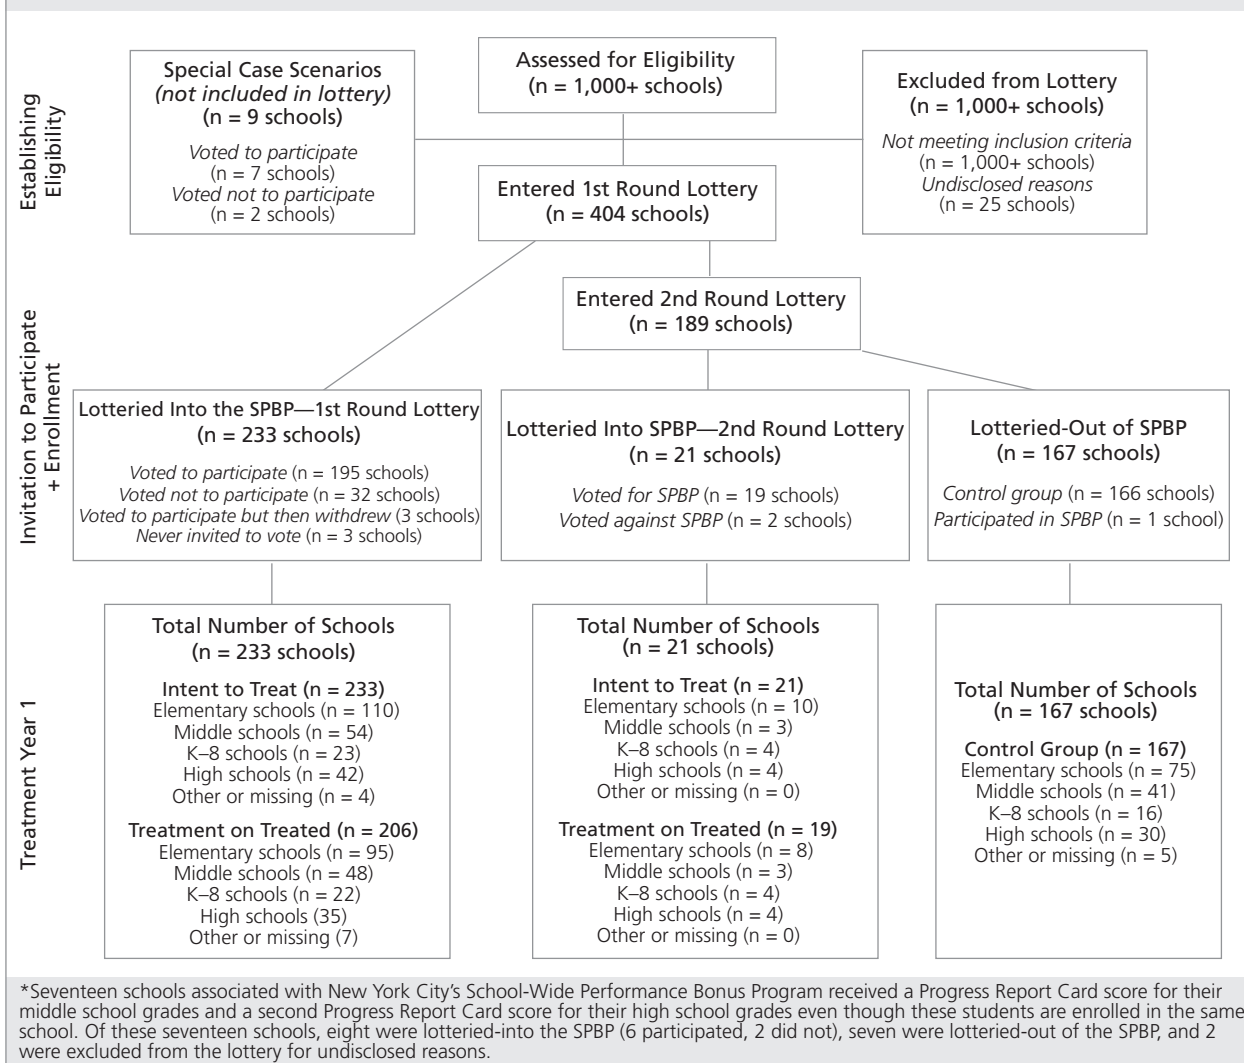 Establishing
Eligibility
Special Case Scenarios
(not included in lottery)
(n = 9 schools)
Voted to participate
(n = 7 schools)
Voted not to participate
(n = 2 schools)
Assessed for Eligibility
(n = 1,000+ schools)
Excluded from Lottery
(n = 1,000+ schools)
Not meeting inclusion criteria
(n = 1,000+ schools)
Undisclosed reasons
(n = 25 schools)
Entered 1st Round Lottery
(n = 404 schools)
Invitation to Participate
+ Enrollment
Entered 2nd Round Lottery
(n = 189 schools)
Lotteried Into the SPBP—1st Round Lottery
(n = 233 schools)
Voted to participate (n = 195 schools)
Voted not to participate (n = 32 schools)
Voted to participate but then withdrew (3 schools)
Never invited to vote (n = 3 schools)
Lotteried Into SPBP—2nd Round Lottery
(n = 21 schools)
Voted for SPBP (n = 19 schools)
Voted against SPBP (n = 2 schools)
Lotteried-Out of SPBP
(n = 167 schools)
Control group (n = 166 schools)
Participated in SPBP (n = 1 school)
Treatment Year 1
Total Number of Schools
(n = 233 schools)
Intent to Treat (n = 233)
Elementary schools (n = 110)
Middle schools (n = 54)
K–8 schools (n = 23)
High schools (n = 42)
Other or missing (n = 4)
Treatment on Treated (n = 206)
Elementary schools (n = 95)
Middle schools (n = 48)
K–8 schools (n = 22)
High schools (35)
Other or missing (7)
Total Number of Schools
(n = 21 schools)
Intent to Treat (n = 21)
Elementary schools (n = 10)
Middle schools (n = 3)
K–8 schools (n = 4)
High schools (n = 4)
Other or missing (n = 0)
Treatment on Treated (n = 19)
Elementary schools (n = 8)
Middle schools (n = 3)
K–8 schools (n = 4)
High schools (n = 4)
Other or missing (n = 0)
Total Number of Schools
(n = 167 schools)
Control Group (n = 167)
Elementary schools (n = 75)
Middle schools (n = 41)
K–8 schools (n = 16)
High schools (n = 30)
Other or missing (n = 5)
*Seventeen schools associated with New York City's School-Wide Performance Bonus Program received a Progress Report Card score for their
middle school grades and a second Progress Report Card score for their high school grades even though these students are enrolled in the same
school. Of these seventeen schools, eight were lotteried-into the SPBP (6 participated, 2 did not), seven were lotteried-out of the SPBP, and 2
were excluded from the lottery for undisclosed reasons.